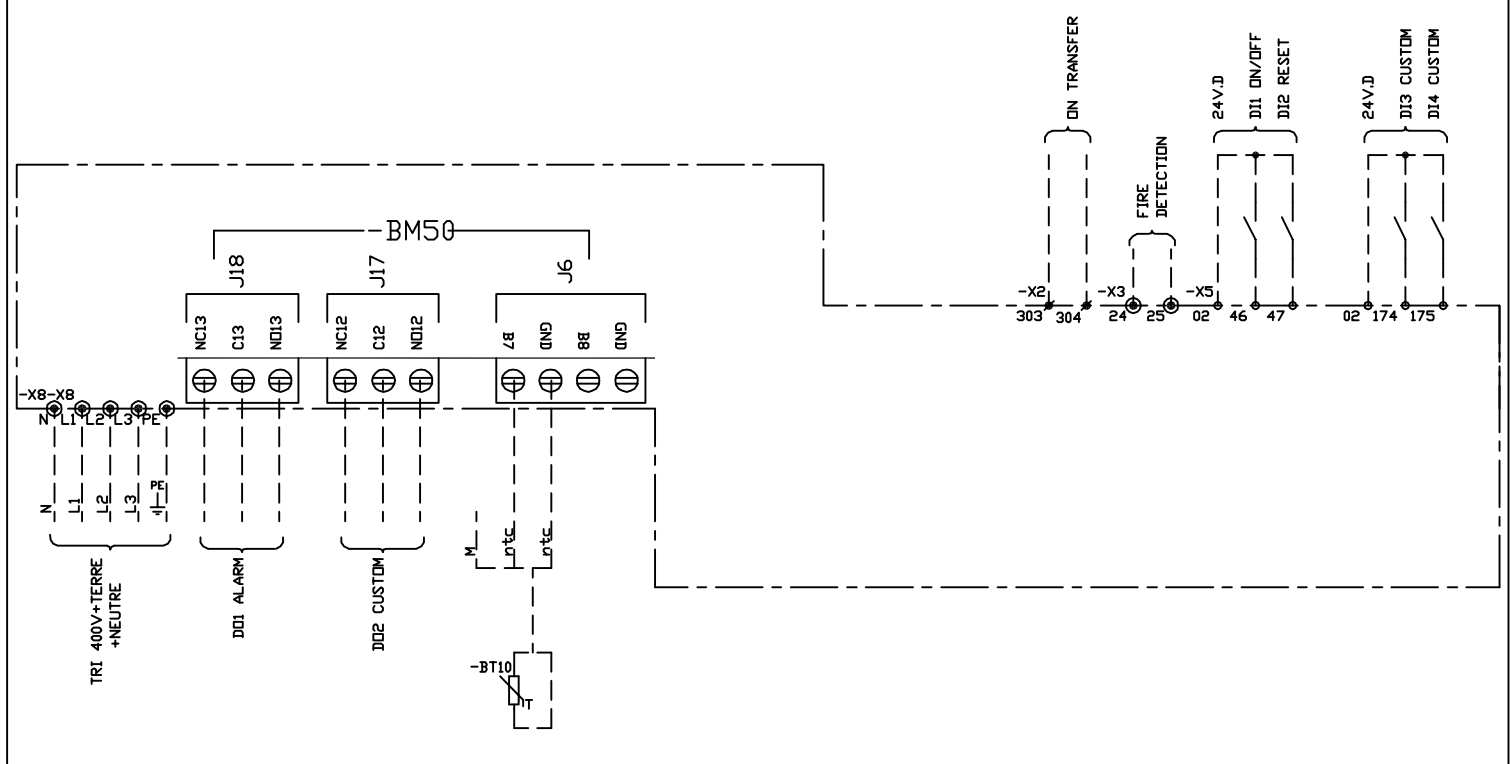 ON TRANSFER
FIRE
DETECTION
24V.D
DI1 ON/OFF
DI2 RESET
24V.D
DI3 CUSTOM
DI4 CUSTOM
-BM50
J18
J17
J6
NC13
C13
NO13
NC12
C12
NO12
B7
GND
B8
GND
-X2
303
304
-X3
24
25
-X5
02
46
47
02
174
175
-X8
-X8
N
L1
L2
L3
PE
N
L1
L2
L3
PE
TRI 400V+TERRE
+NEUTRE
DO1 ALARM
DO2 CUSTOM
M
ntc
ntc
-BT10
T